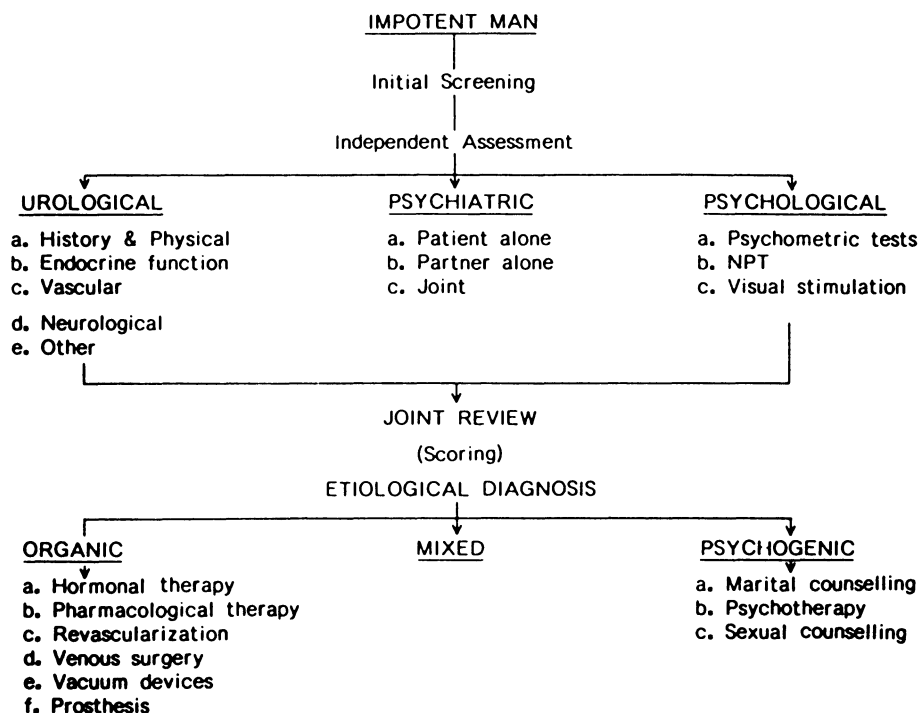 IMPOTENT MAN
Initial Screening
Independent Assessment
UROLOGICAL
a. History & Physical
b. Endocrine function
c. Vascular
d. Neurological
e. Other
PSYCHIATRIC
a. Patient alone
b. Partner alone
c. Joint
PSYCHOLOGICAL
a. Psychometric tests
b. NPT
c. Visual stimulation
JOINT REVIEW
(Scoring)
ETIOLOGICAL DIAGNOSIS
ORGANIC
a. Hormonal therapy
b. Pharmacological therapy
c. Revascularization
d. Venous surgery
e. Vacuum devices
f. Prosthesis
MIXED
PSYCHOGENIC
a. Marital counselling
b. Psychotherapy
c. Sexual counselling